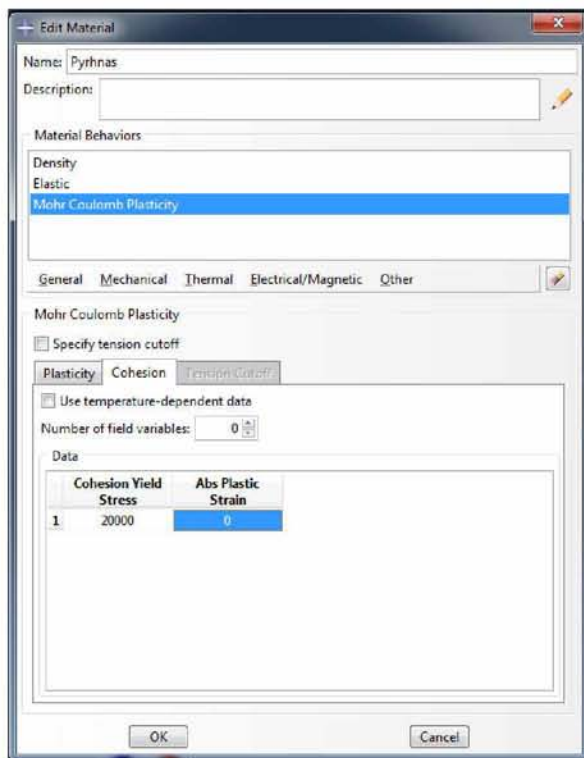 Edit Material
Name: Pyrhnas
Description:
Material Behaviors
Density
Elastic
Mohr Coulomb Plasticity
General Mechanical Thermal Electrical/Magnetic Other
Mohr Coulomb Plasticity
Specify tension cutoff
Plasticity Cohesion Tension Cutoff
Use temperature-dependent data
Number of field variables: 0
Data
Cohesion Yield Abs Plastic
Stress Strain
1 20000 0
OK Cancel